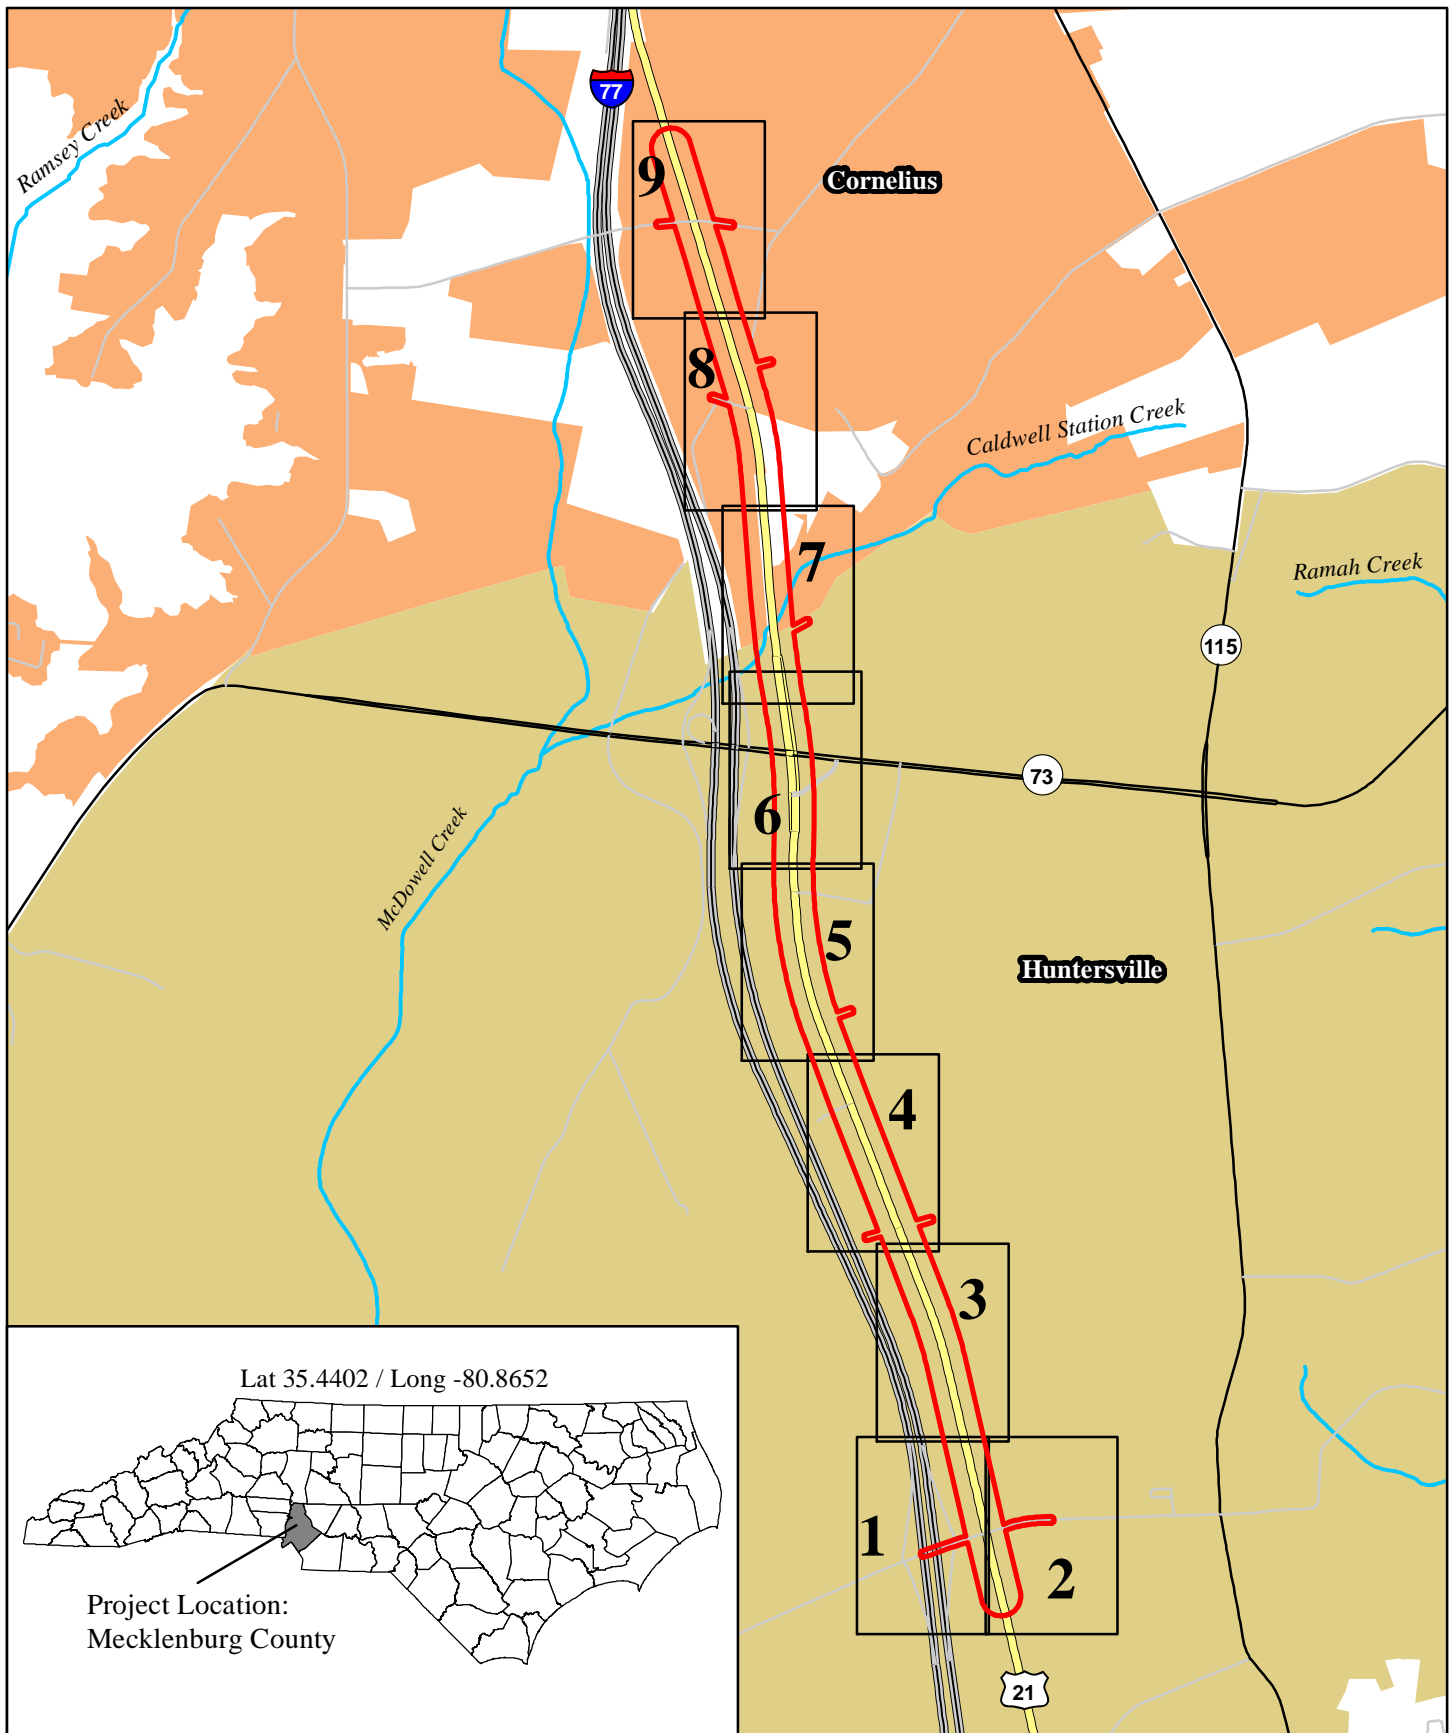 77
Ramsey Creek
9
Cornelius
8
Caldwell Station Creek
7
Ramah Creek
115
73
6
McDowell Creek
5
Huntersville
4
3
1
2
21
Lat 35.4402 / Long -80.8652
Project Location:
Mecklenburg County